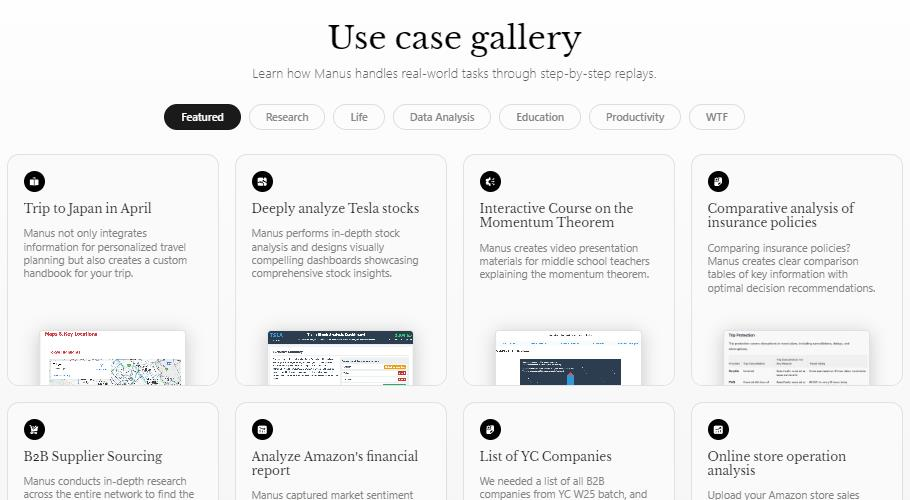 Use case gallery
Learn how Manus handles real-world tasks through step-by-step replays.
Featured
Research
Life
Data Analysis
Education
Productivity
WTF
Trip to Japan in April
Manus not only integrates
information for personalized travel
planning but also creates a custom
handbook for your trip.
Maps & Key Locations
Deeply analyze Tesla stocks
Manus performs in-depth stock
analysis and designs visually
compelling dashboards showcasing
comprehensive stock insights.
TSLA
Interactive Course on the
Momentum Theorem
Manus creates video presentation
materials for middle school teachers
explaining the momentum theorem.
Comparative analysis of
insurance policies
Comparing insurance policies?
Manus creates clear comparison
tables of key information with
optimal decision recommendations.
Trip Protection
B2B Supplier Sourcing
Manus conducts in-depth research
across the entire network to find the
Analyze Amazon's financial
report
Manus captured market sentiment
List of YC Companies
We needed a list of all B2B
companies from YC W25 batch, and
Online store operation
analysis
Upload your Amazon store sales